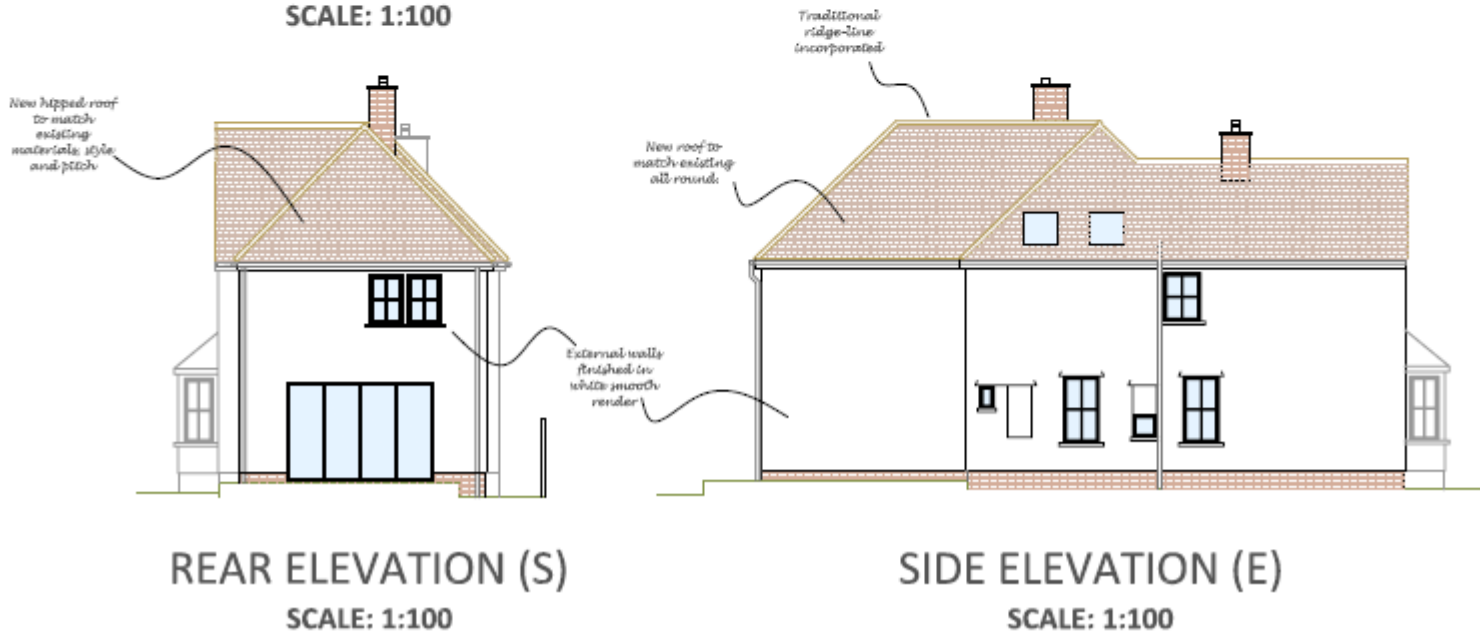 SCALE: 1:100
Traditional
ridge-line
incorporated
New hipped roof
to match
existing
materials, style
and pitch
New roof to
match existing
all round.
External walls
finished in
white smooth
render
REAR ELEVATION (S)
SCALE: 1:100
SIDE ELEVATION (E)
SCALE: 1:100